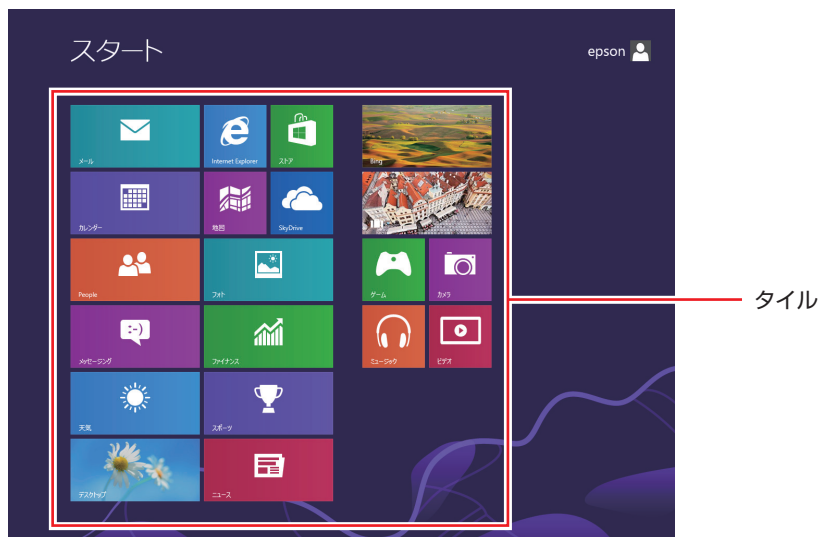 スタート
epson
メール
Internet Explorer
ストア
Bing
カレンダー
地図
SkyDrive
People
フォト
ゲーム
カメラ
メッセージング
ファイナンス
ミュージック
ビデオ
天気
スポーツ
デスクトップ
ニュース
タイル